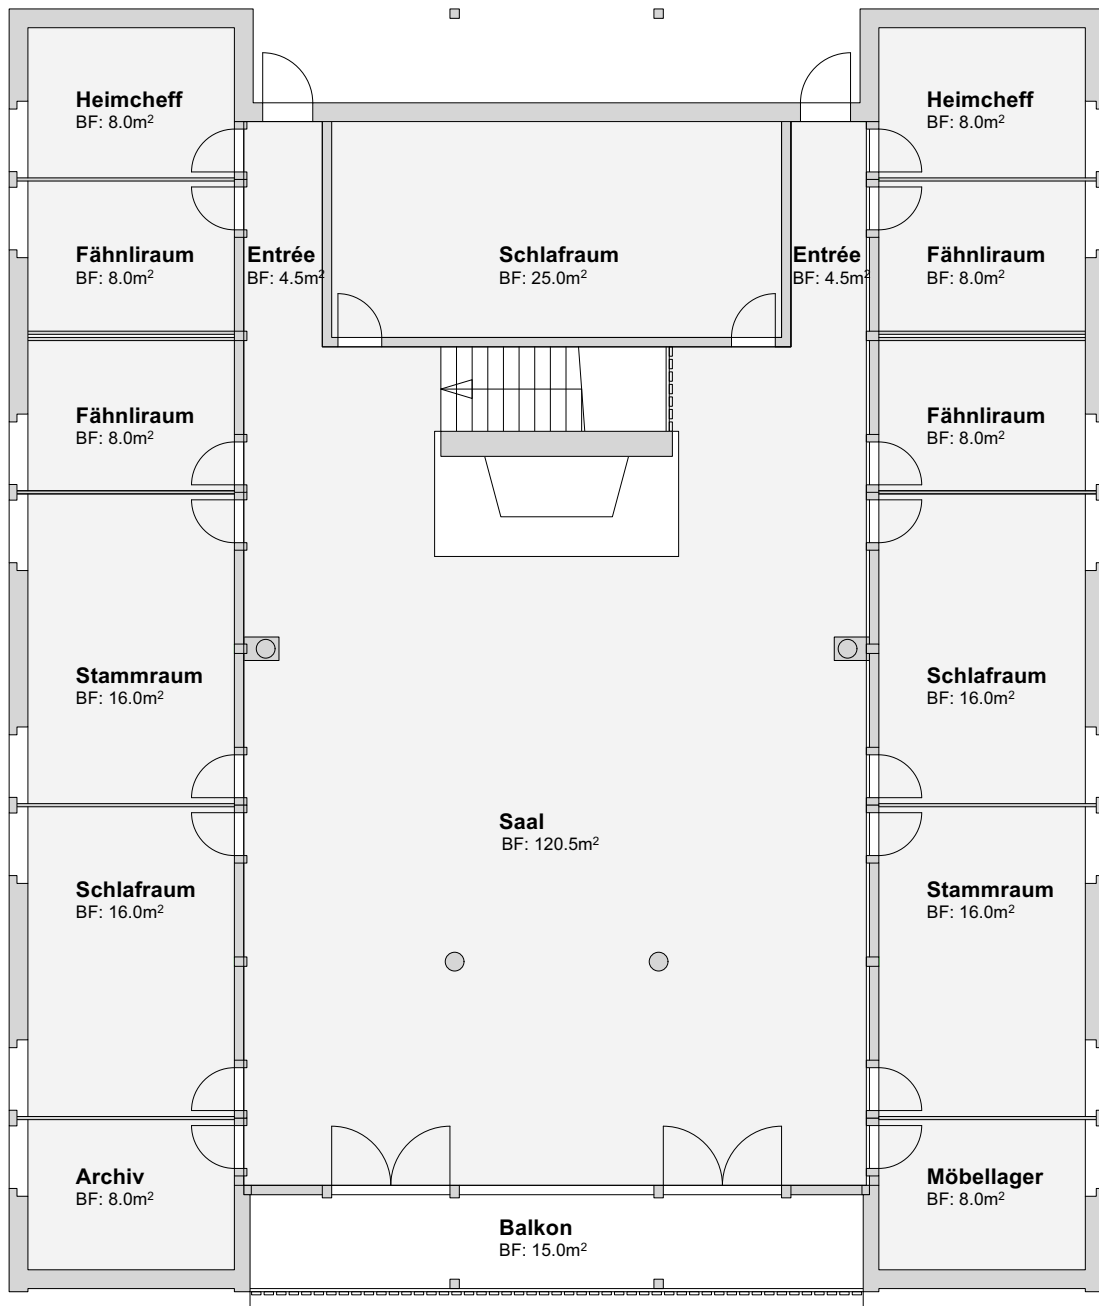 Heimcheff
BF: 8.0m²
Heimcheff
BF: 8.0m²
Fähnliraum
BF: 8.0m²
Entrée
BF: 4.5m²
Schlafraum
BF: 25.0m²
Entrée
BF: 4.5m²
Fähnliraum
BF: 8.0m²
Fähnliraum
BF: 8.0m²
Fähnliraum
BF: 8.0m²
Stammraum
BF: 16.0m²
Schlafraum
BF: 16.0m²
Saal
BF: 120.5m²
Schlafraum
BF: 16.0m²
Stammraum
BF: 16.0m²
Archiv
BF: 8.0m²
Möbellager
BF: 8.0m²
Balkon
BF: 15.0m²